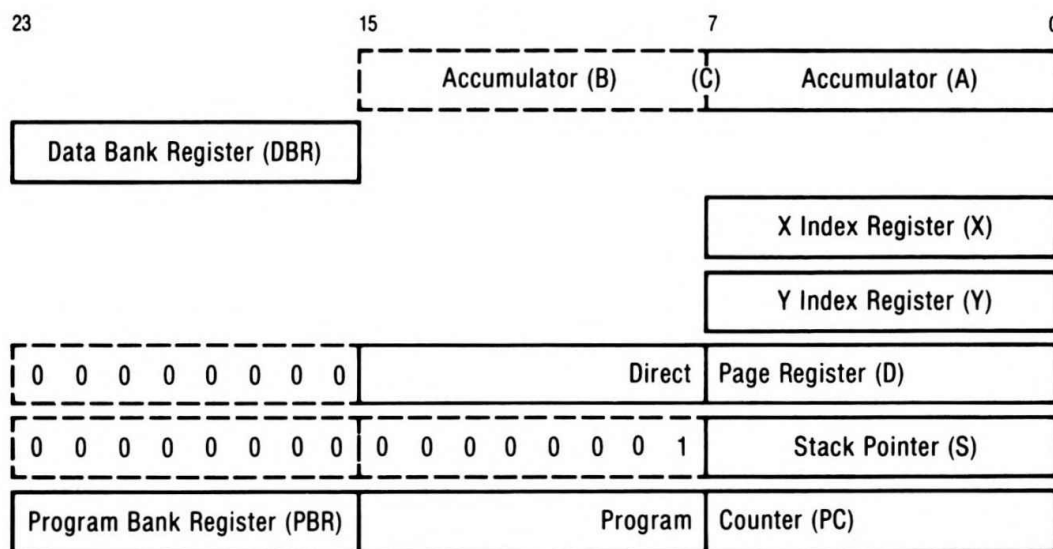 23 15 7 0
Accumulator (B) (C) Accumulator (A)
Data Bank Register (DBR)
X Index Register (X)
Y Index Register (Y)
0 0 0 0 0 0 0 0 Direct Page Register (D)
0 0 0 0 0 0 0 0 0 0 0 0 0 0 0 1 Stack Pointer (S)
Program Bank Register (PBR) Program Counter (PC)